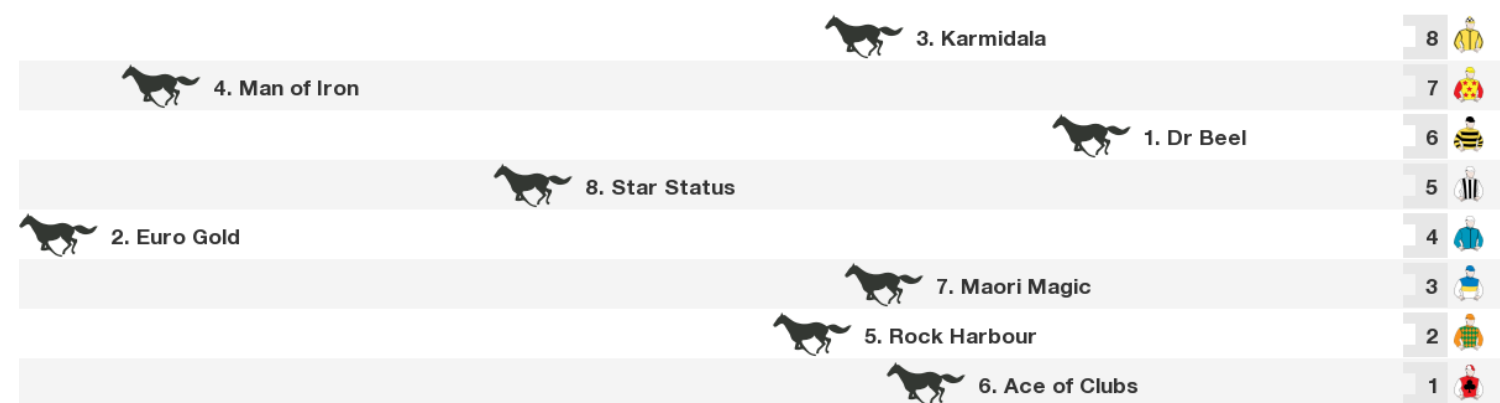 3. Karmidala 8
4. Man of Iron 7
1. Dr Beel 6
8. Star Status 5
2. Euro Gold 4
7. Maori Magic 3
5. Rock Harbour 2
6. Ace of Clubs 1